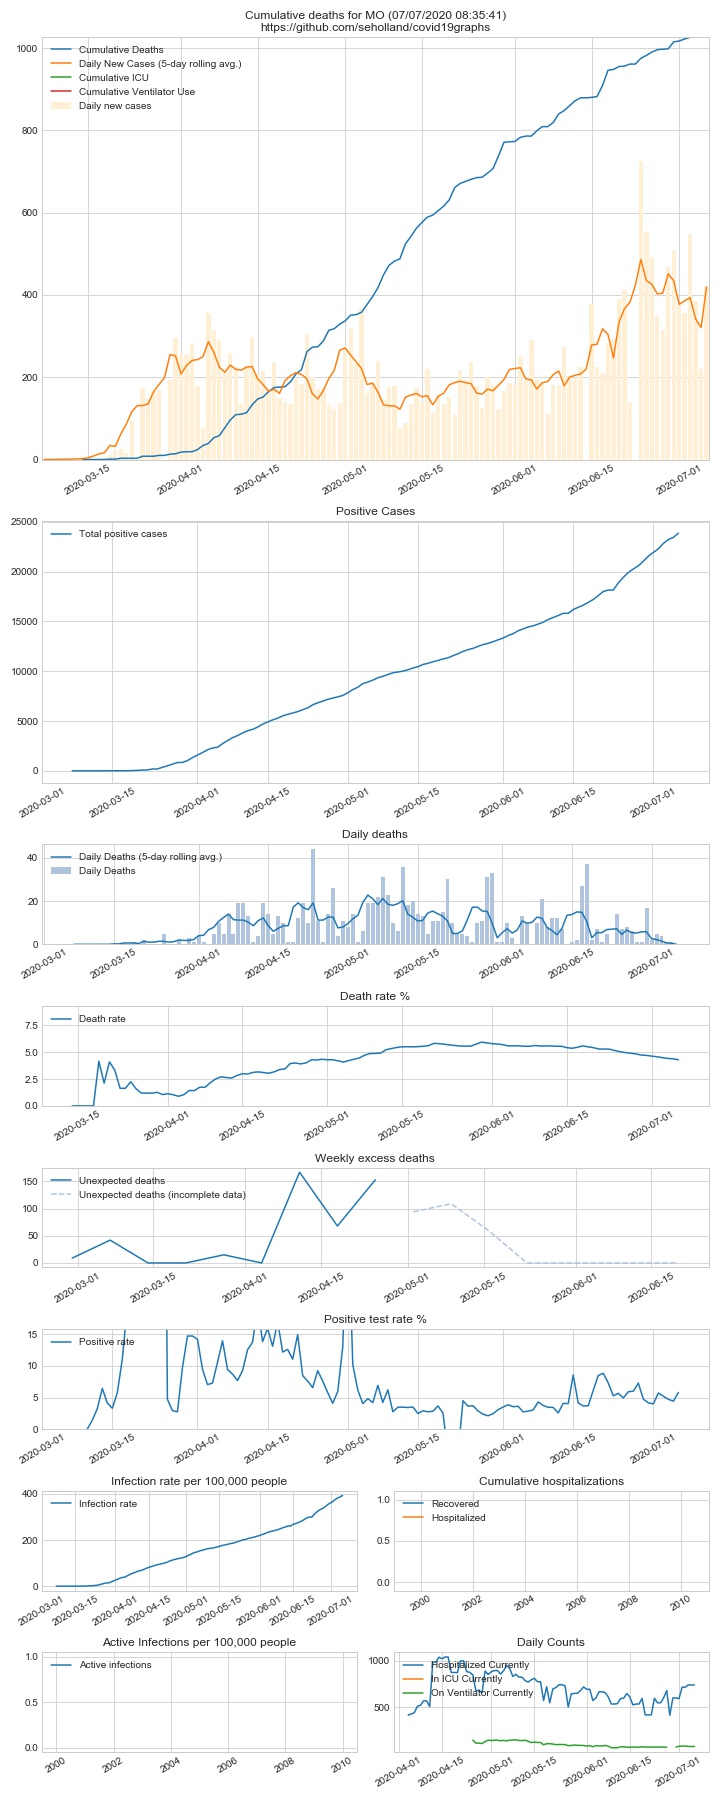 Cumulative deaths for MO (07/07/2020 08:35:41)
https://github.com/seholland/covid19graphs
1000
800
600
400
200
0
Cumulative Deaths
Daily New Cases (5-day rolling avg.)
Cumulative ICU
Cumulative Ventilator Use
Daily new cases
2020-03-15 2020-04-01 2020-04-15 2020-05-01 2020-05-15 2020-06-01 2020-06-15 2020-07-01
Positive Cases
25000
20000
15000
10000
5000
0
Total positive cases
2020-03-01 2020-03-15 2020-04-01 2020-04-15 2020-05-01 2020-05-15 2020-06-01 2020-06-15 2020-07-01
Daily deaths
40
20
0
Daily Deaths (5-day rolling avg.)
Daily Deaths
2020-03-01 2020-03-15 2020-04-01 2020-04-15 2020-05-01 2020-05-15 2020-06-01 2020-06-15 2020-07-01
Death rate %
7.5
5.0
2.5
0.0
Death rate
2020-03-15 2020-04-01 2020-04-15 2020-05-01 2020-05-15 2020-06-01 2020-06-15 2020-07-01
Weekly excess deaths
150
100
50
0
Unexpected deaths
Unexpected deaths (incomplete data)
2020-03-01 2020-03-15 2020-04-01 2020-04-15 2020-05-01 2020-05-15 2020-06-01 2020-06-15
Positive test rate %
15
10
5
0
Positive rate
2020-03-01 2020-03-15 2020-04-01 2020-04-15 2020-05-01 2020-05-15 2020-06-01 2020-06-15 2020-07-01
Infection rate per 100,000 people
400
200
0
Infection rate
2020-03-01 2020-03-15 2020-04-01 2020-04-15 2020-05-01 2020-05-15 2020-06-01 2020-06-15 2020-07-01
Cumulative hospitalizations
1.0
0.5
0.0
Recovered
Hospitalized
2000 2002 2004 2006 2008 2010
Active Infections per 100,000 people
1.0
0.5
0.0
Active infections
2000 2002 2004 2006 2008 2010
Daily Counts
1000
500
Hospitalized Currently
In ICU Currently
On Ventilator Currently
2020-04-01 2020-04-15 2020-05-01 2020-05-15 2020-06-01 2020-06-15 2020-07-01